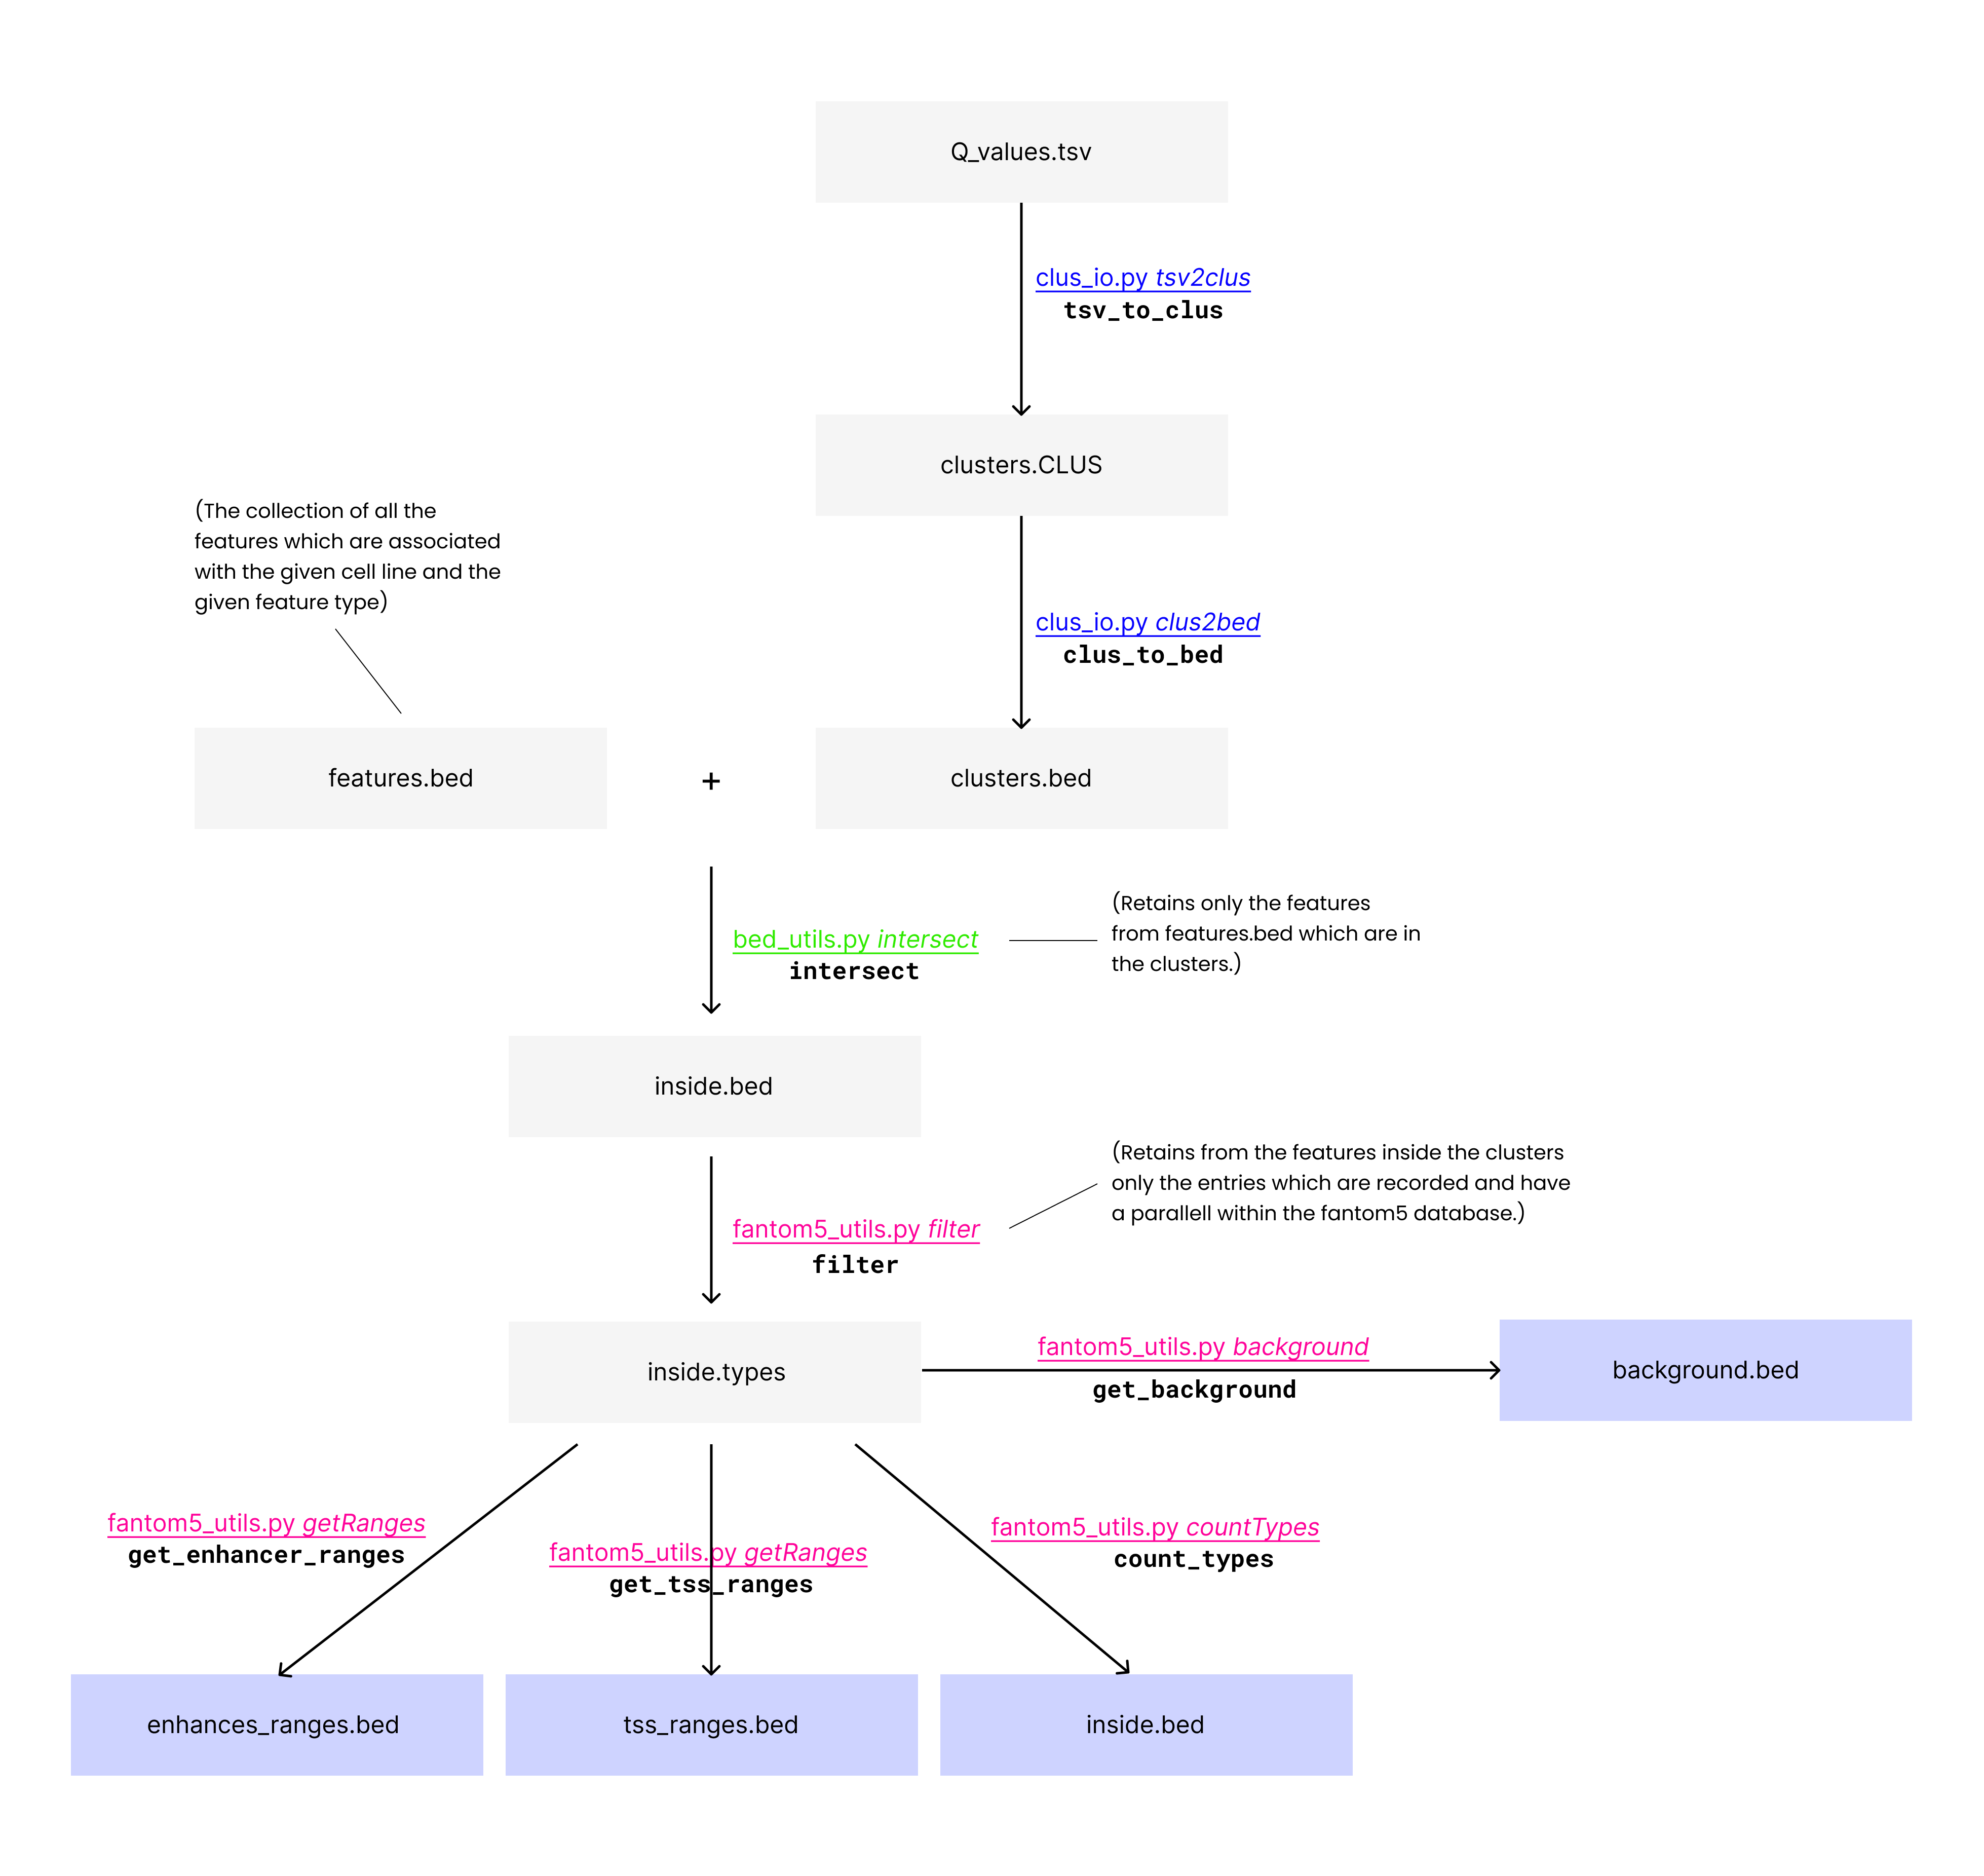 Q_values.tsv
clus_io.py tsv2clus
tsv_to_clus
clusters.CLUS
(The collection of all the
features which are associated
with the given cell line and the
given feature type)
clus_io.py clus2bed
clus_to_bed
features.bed
+
clusters.bed
(Retains only the features
from features.bed which are in
the clusters.)
bed_utils.py intersect
intersect
inside.bed
(Retains from the features inside the clusters
only the entries which are recorded and have
a parallell within the fantom5 database.)
fantom5_utils.py filter
filter
inside.types
fantom5_utils.py background
get_background
background.bed
fantom5_utils.py getRanges
get_enhancer_ranges
fantom5_utils.py getRanges
get_tss_ranges
fantom5_utils.py countTypes
count_types
enhances_ranges.bed
tss_ranges.bed
inside.bed